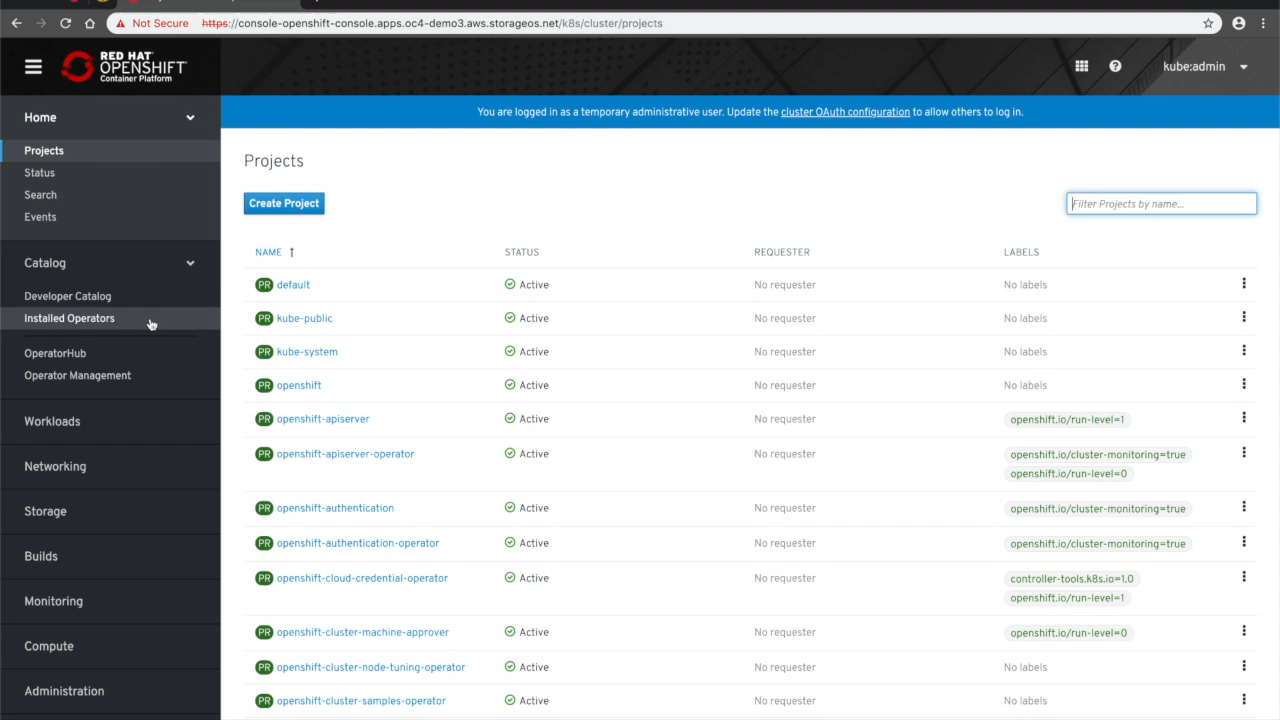 Not Secure https://console-openshift-console.apps.oc4-demo3.aws.storageos.net/k8s/cluster/projects
RED HAT®
OPENSHIFT
Container Platform
kube:admin
You are logged in as a temporary administrative user. Update the cluster OAuth configuration to allow others to log in.
Home
Projects
Status
Search
Events
Catalog
Developer Catalog
Installed Operators
OperatorHub
Operator Management
Workloads
Networking
Storage
Builds
Monitoring
Compute
Administration
Projects
Create Project
Filter Projects by name...
NAME STATUS REQUESTER LABELS
PR default Active No requester No labels
PR kube-public Active No requester No labels
PR kube-system Active No requester No labels
PR openshift Active No requester No labels
PR openshift-apiserver Active No requester openshift.io/run-level=1
PR openshift-apiserver-operator Active No requester openshift.io/cluster-monitoring=true
openshift.io/run-level=0
PR openshift-authentication Active No requester openshift.io/cluster-monitoring=true
PR openshift-authentication-operator Active No requester openshift.io/cluster-monitoring=true
PR openshift-cloud-credential-operator Active No requester controller-tools.k8s.io=1.0
openshift.io/run-level=1
PR openshift-cluster-machine-approver Active No requester openshift.io/run-level=0
PR openshift-cluster-node-tuning-operator Active No requester No labels
PR openshift-cluster-samples-operator Active No requester No labels